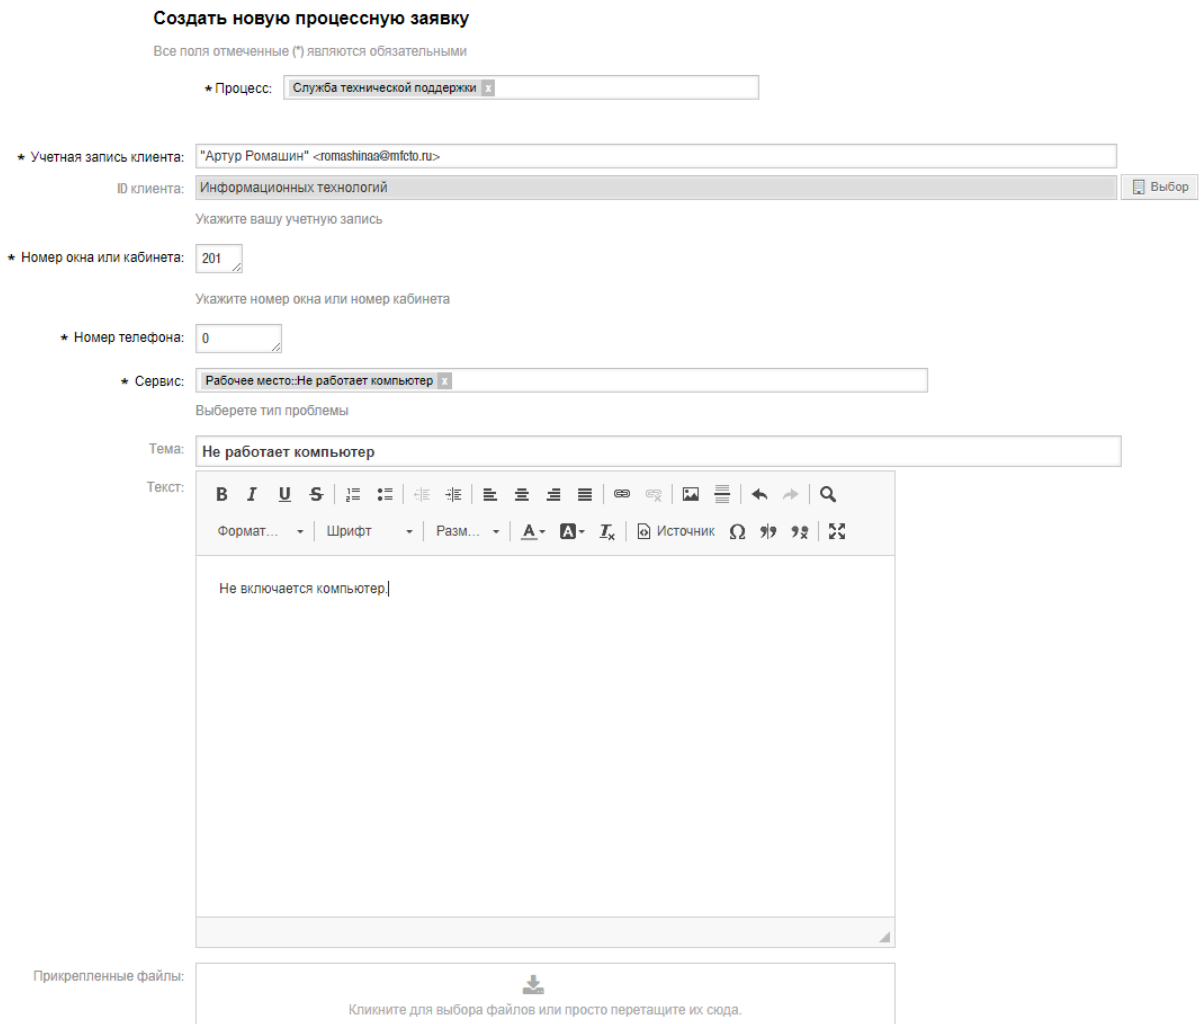 Создать новую процессную заявку
Все поля отмеченные (*) являются обязательными
* Процесс: Служба технической поддержки x
* Учетная запись клиента: "Артур Ромашин" <romashinaa@mfcto.ru>
ID клиента: Информационных технологий Выбор
Укажите вашу учетную запись
* Номер окна или кабинета: 201
Укажите номер окна или номер кабинета
* Номер телефона: 0
* Сервис: Рабочее место::Не работает компьютер x
Выберете тип проблемы
Тема: Не работает компьютер
Текст: B I U S
Формат... Шрифт Разм... A A Ix Источник Ω
Не включается компьютер.
Прикрепленные файлы:
Кликните для выбора файлов или просто перетащите их сюда.